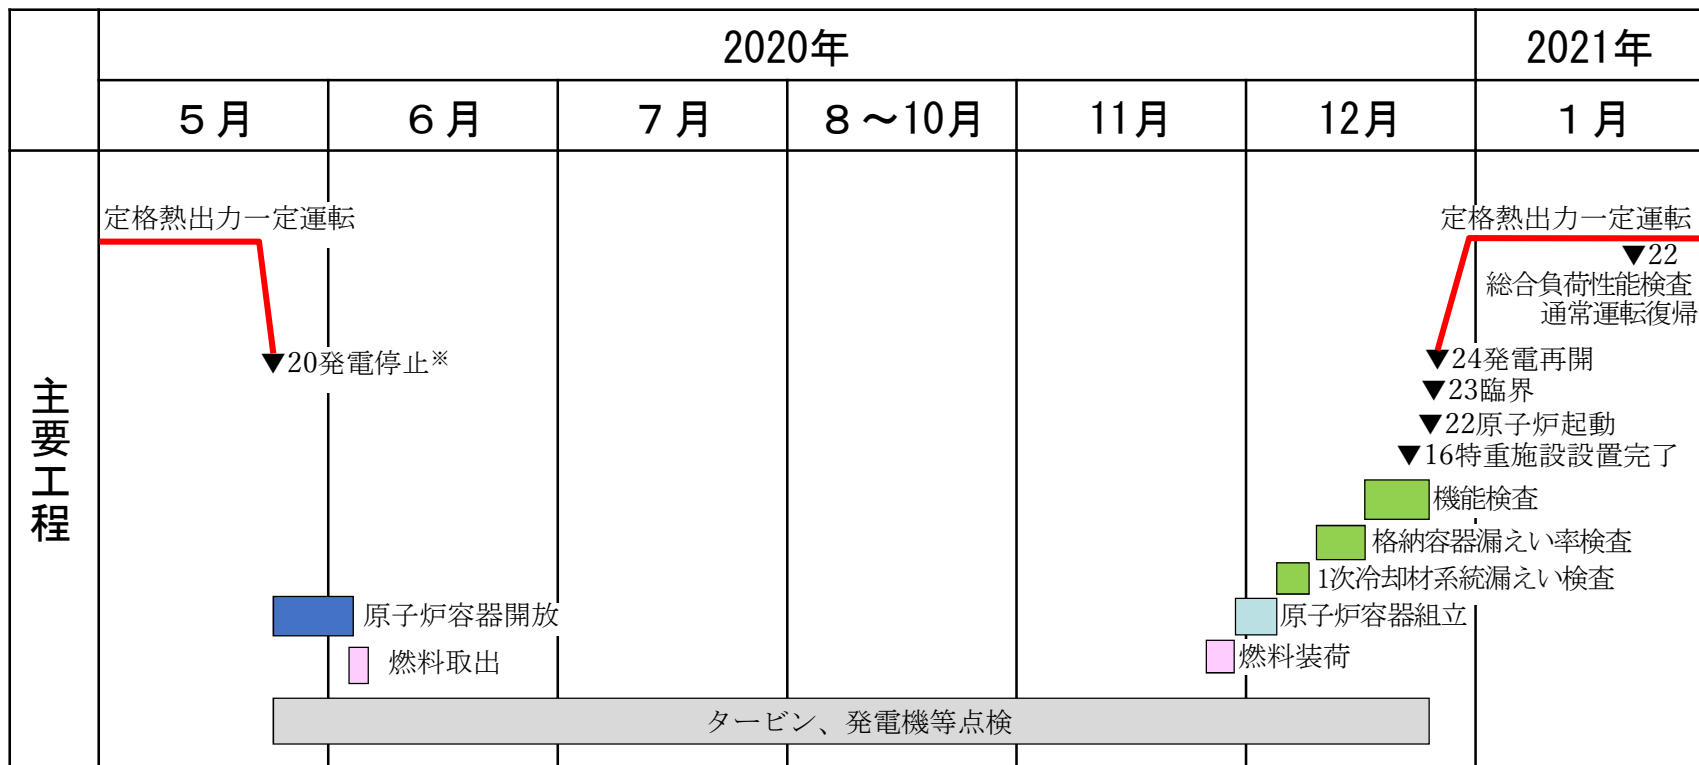 2020年
2021年
５月
６月
７月
８～10月
11月
12月
１月
主要工程
定格熱出力一定運転
定格熱出力一定運転
▼22
総合負荷性能検査
通常運転復帰
▼20発電停止※
▼24発電再開
▼23臨界
▼22原子炉起動
▼16特重施設設置完了
機能検査
格納容器漏えい率検査
1次冷却材系統漏えい検査
原子炉容器開放
原子炉容器組立
燃料取出
燃料装荷
タービン、発電機等点検